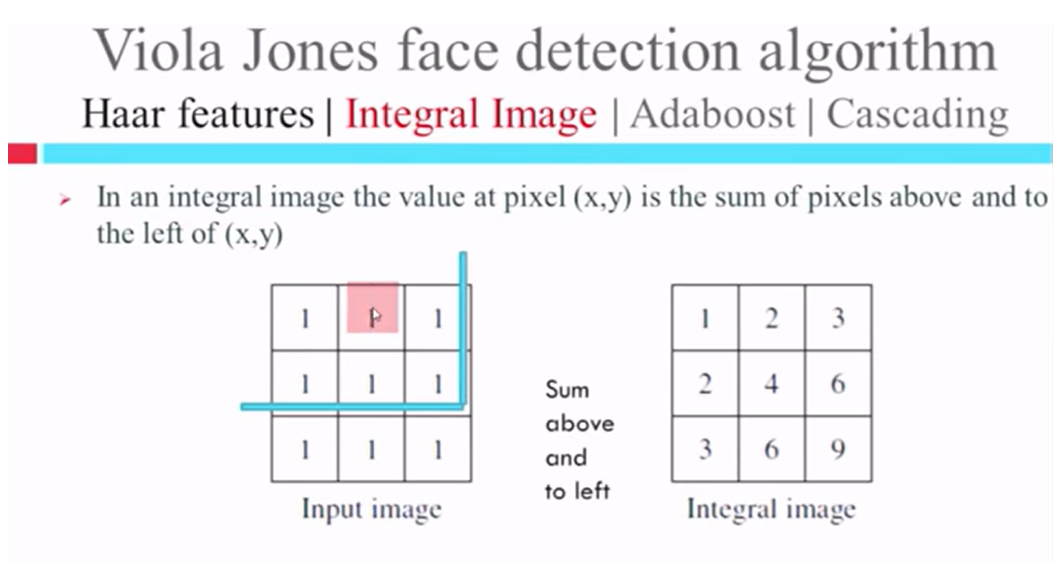 Viola Jones face detection algorithm
Haar features | Integral Image | Adaboost | Cascading
➢ In an integral image the value at pixel (x,y) is the sum of pixels above and to
the left of (x,y)
1 1 1
1 1 1
1 1 1
Input image
Sum
above
and
to left
1 2 3
2 4 6
3 6 9
Integral image